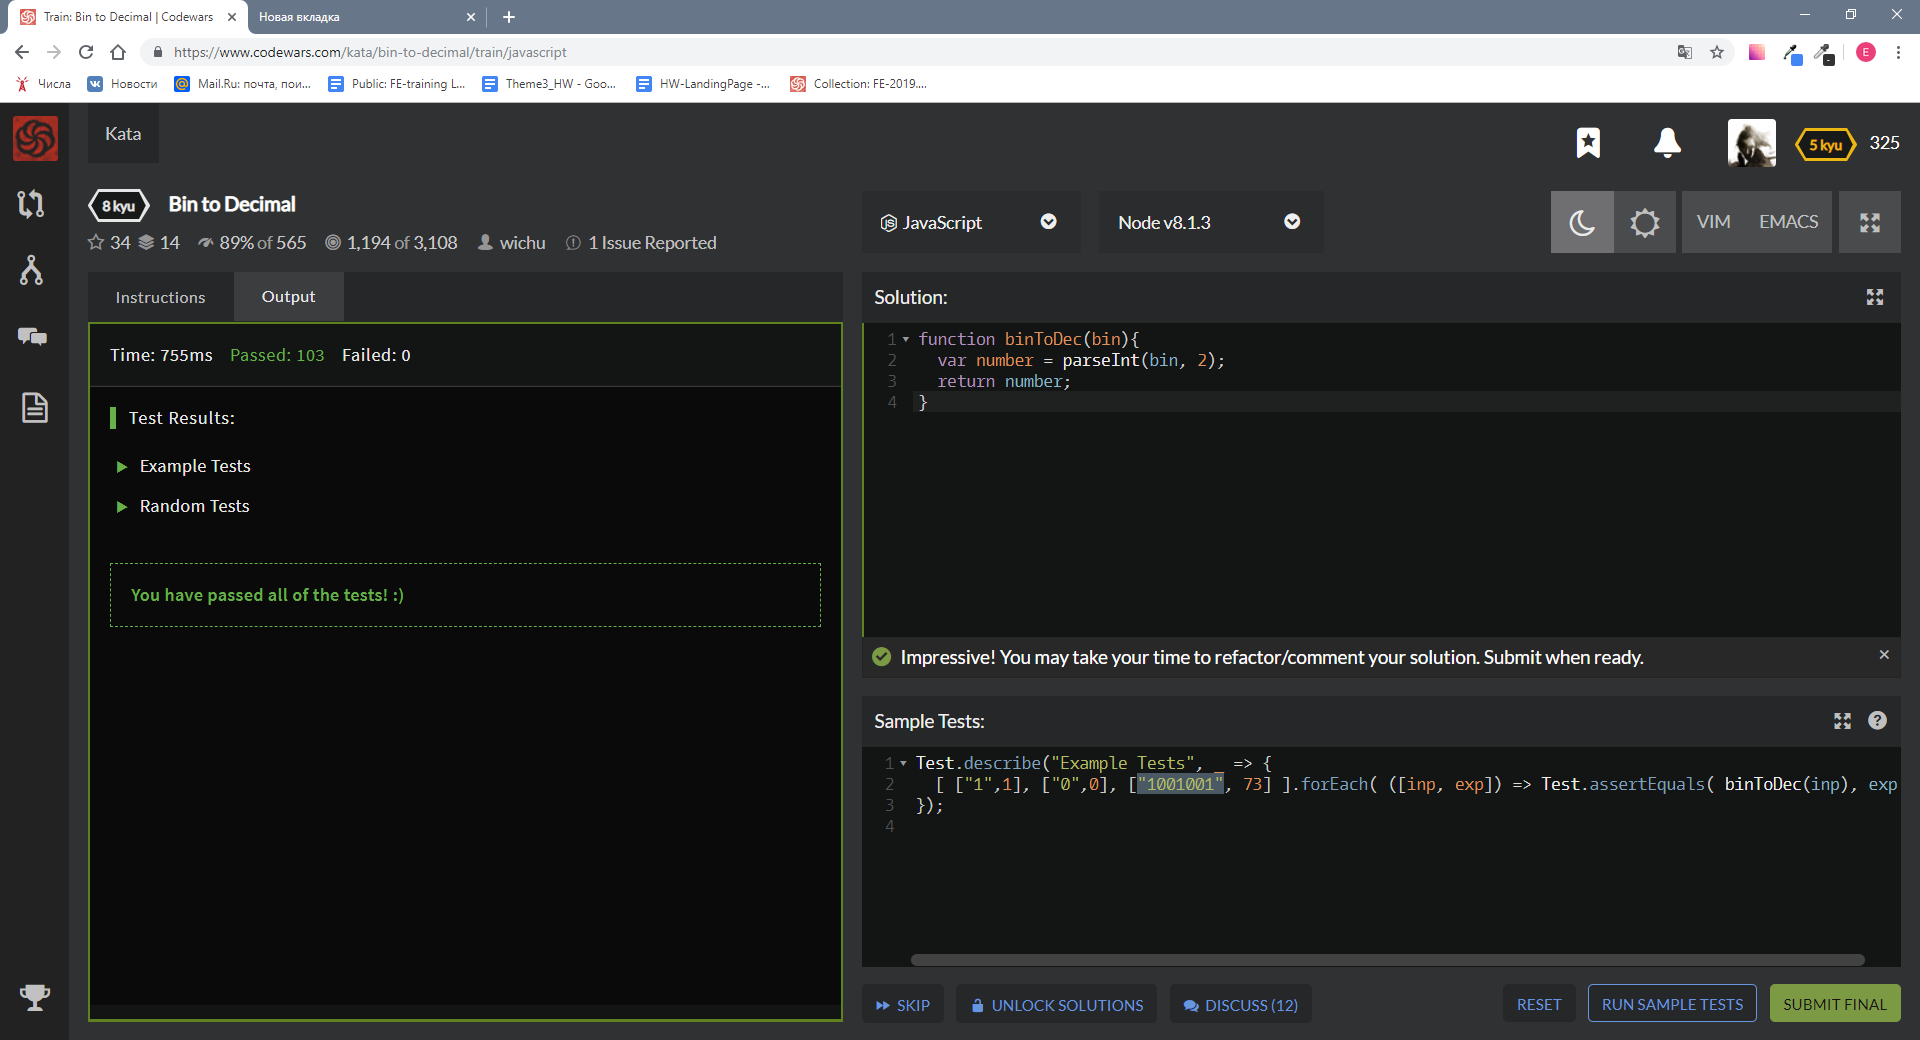 Train: Bin to Decimal | Codewars
Новая вкладка
https://www.codewars.com/kata/bin-to-decimal/train/javascript
E
Числа
Новости
Mail.Ru: почта, пои...
Public: FE-training L...
Theme3_HW - Goo...
HW-LandingPage -...
Collection: FE-2019....
Kata
5 kyu
325
8 kyu
Bin to Decimal
34
14
89% of 565
1,194 of 3,108
wichu
1 Issue Reported
JavaScript
Node v8.1.3
VIM
EMACS
Instructions
Output
Time: 755ms
Passed: 103
Failed: 0
Test Results:
Example Tests
Random Tests
You have passed all of the tests! :)
Solution:
1 function binToDec(bin){
2 var number = parseInt(bin, 2);
3 return number;
4 }
Impressive! You may take your time to refactor/comment your solution. Submit when ready.
Sample Tests:
1 Test.describe("Example Tests", _ => {
2 [ ["1",1], ["0",0], ["1001001", 73] ].forEach( ([inp, exp]) => Test.assertEquals( binToDec(inp), exp
3 });
4
SKIP
UNLOCK SOLUTIONS
DISCUSS (12)
RESET
RUN SAMPLE TESTS
SUBMIT FINAL